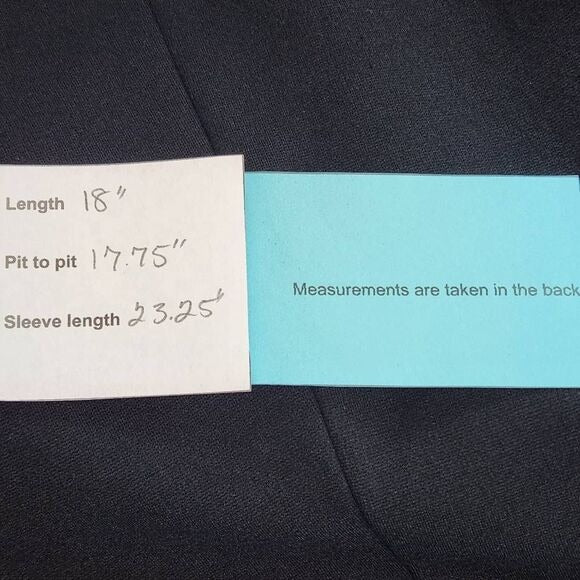 Length 18"
Pit to pit 17.75"
Sleeve length 23.25"
Measurements are taken in the back